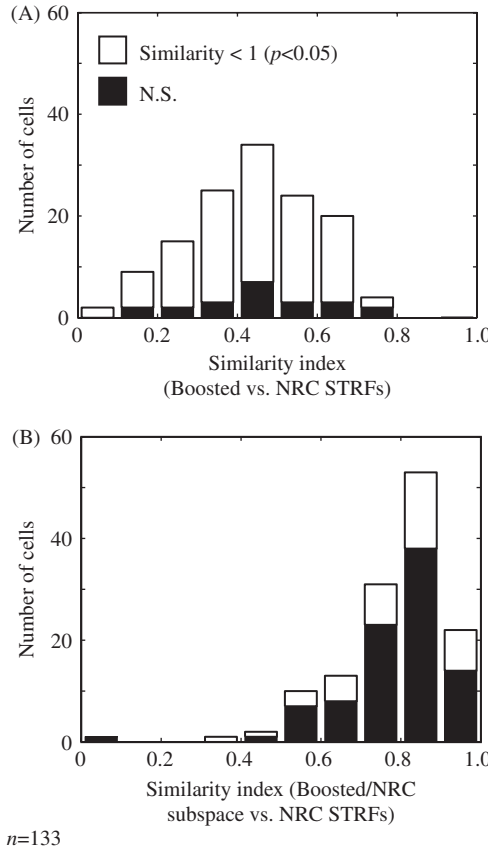 (A)
60
40
20
0
Number of cells
Similarity < 1 (p<0.05)
N.S.
0 0.2 0.4 0.6 0.8 1.0
Similarity index
(Boosted vs. NRC STRFs)
(B)
60
40
20
0
Number of cells
0 0.2 0.4 0.6 0.8 1.0
Similarity index (Boosted/NRC
subspace vs. NRC STRFs)
n=133